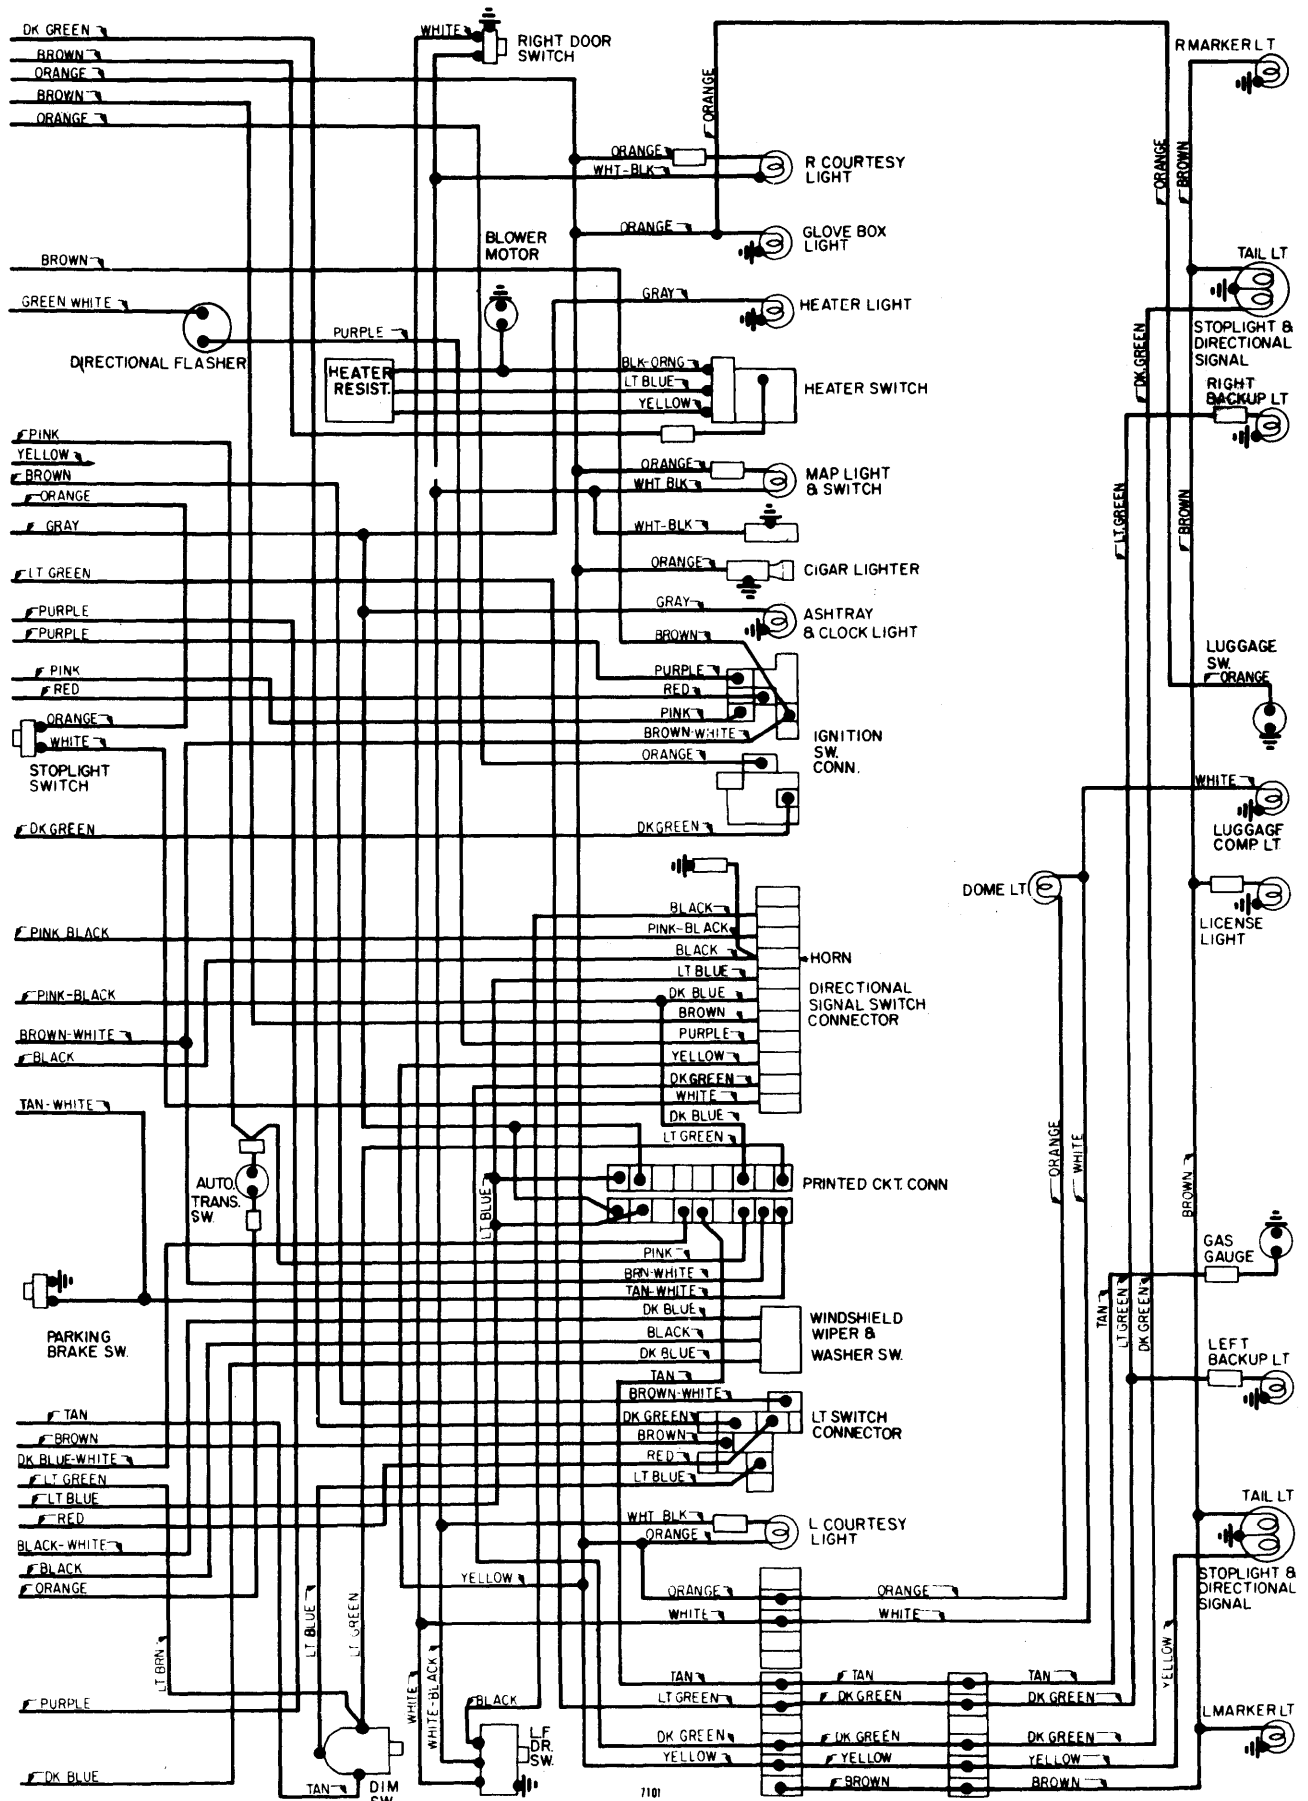 DK GREEN
WHITE
RIGHT DOOR
SWITCH
BROWN
ORANGE
BROWN
ORANGE
R MARKER LT
ORANGE
ORANGE
BROWN
ORANGE
WHT-BLK
R COURTESY
LIGHT
ORANGE
GLOVE BOX
LIGHT
BLOWER
MOTOR
BROWN
TAIL LT
GREEN WHITE
GRAY
HEATER LIGHT
PURPLE
DIRECTIONAL FLASHER
STOPLIGHT &
DIRECTIONAL
SIGNAL
DK GREEN
HEATER
RESIST.
BLK-ORNG
LT BLUE
YELLOW
HEATER SWITCH
RIGHT
BACKUP LT
PINK
YELLOW
BROWN
ORANGE
GRAY
ORANGE
WHT BLK
MAP LIGHT
& SWITCH
WHT-BLK
LT. GREEN
BROWN
LT GREEN
ORANGE
CIGAR LIGHTER
PURPLE
PURPLE
GRAY
ASHTRAY
& CLOCK LIGHT
BROWN
PINK
RED
PURPLE
RED
PINK
BROWN-WHITE
LUGGAGE
SW.
ORANGE
ORANGE
WHITE
STOPLIGHT
SWITCH
IGNITION
SW.
CONN.
ORANGE
WHITE
DK GREEN
DK GREEN
LUGGAGE
COMP. LT
DOME LT
LICENSE
LIGHT
PINK BLACK
BLACK
PINK-BLACK
BLACK
HORN
LT BLUE
DIRECTIONAL
SIGNAL SWITCH
CONNECTOR
PINK-BLACK
DK BLUE
BROWN
BROWN-WHITE
PURPLE
BLACK
YELLOW
DK GREEN
WHITE
TAN-WHITE
DK BLUE
LT GREEN
ORANGE
WHITE
BROWN
AUTO.
TRANS.
SW.
LT BLUE
PRINTED CKT. CONN
PINK
BRN-WHITE
TAN-WHITE
GAS
GAUGE
TAN
LT GREEN
DK GREEN
PARKING
BRAKE SW.
DK BLUE
BLACK
DK BLUE
WINDSHIELD
WIPER &
WASHER SW.
LEFT
BACKUP LT
TAN
BROWN-WHITE
DK GREEN
BROWN
RED
LT BLUE
LT SWITCH
CONNECTOR
TAN
BROWN
DK BLUE-WHITE
LT GREEN
LT BLUE
RED
BLACK-WHITE
BLACK
ORANGE
TAIL LT
WHT BLK
ORANGE
L COURTESY
LIGHT
STOPLIGHT &
DIRECTIONAL
SIGNAL
YELLOW
ORANGE
ORANGE
WHITE
WHITE
LT BRN
LT BLUE
LT GREEN
WHITE
WHITE-BLACK
YELLOW
TAN
TAN
TAN
LT GREEN
DK GREEN
DK GREEN
PURPLE
BLACK
L.F.
DR.
SW.
L MARKER LT
DK GREEN
DK GREEN
DK GREEN
YELLOW
YELLOW
YELLOW
BROWN
BROWN
DK BLUE
TAN
DIM
SW.
7101